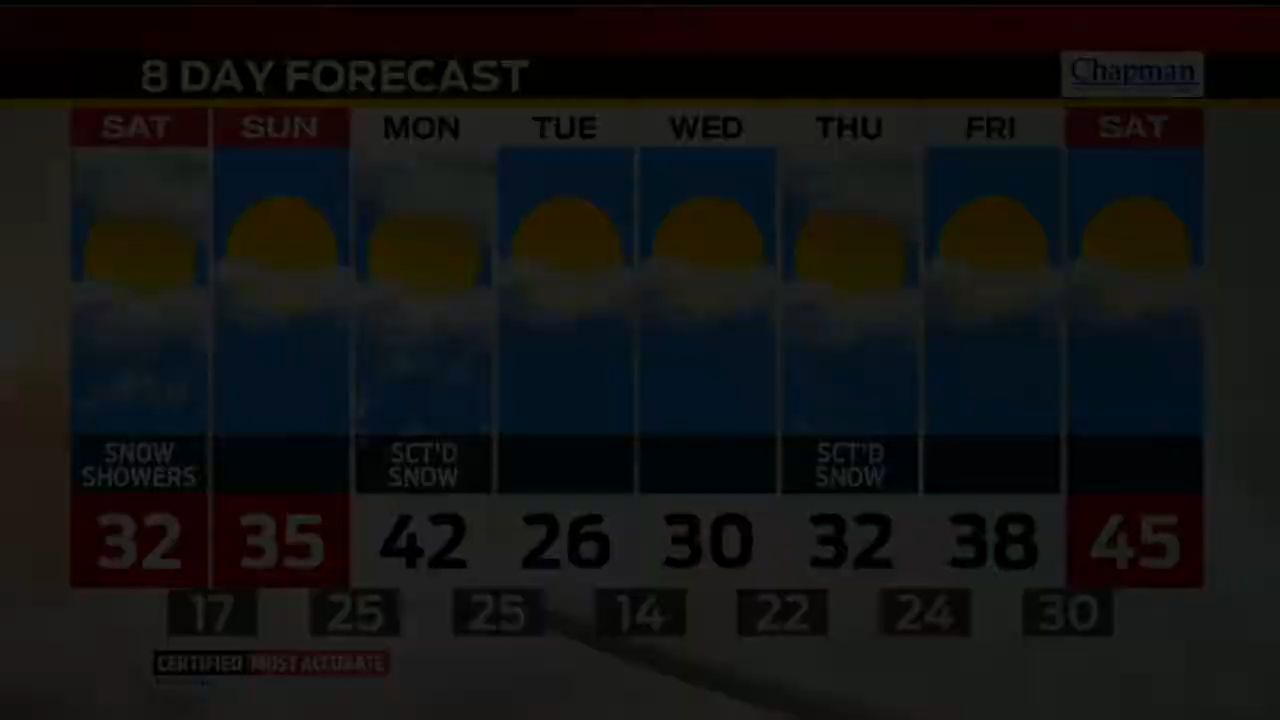 8 DAY FORECAST
Chapman
SAT SUN MON TUE WED THU FRI SAT
SNOW SHOWERS
SCT'D SNOW
SCT'D SNOW
32 35 42 26 30 32 38 45
17 25 25 14 22 24 30
CERTIFIED MOST ACCURATE